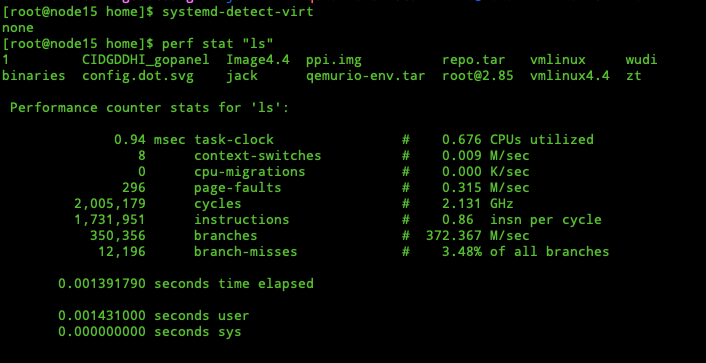 [root@node15 home]$ systemd-detect-virt
none
[root@node15 home]$ perf stat "ls"
1         CIDGDDHI_gopanel  Image4.4  ppi.img          repo.tar   vmlinux     wudi
binaries  config.dot.svg    jack      qemurio-env.tar  root@2.85  vmlinux4.4  zt
Performance counter stats for 'ls':
0.94 msec task-clock                #    0.676 CPUs utilized
8      context-switches          #    0.009 M/sec
0      cpu-migrations            #    0.000 K/sec
296      page-faults               #    0.315 M/sec
2,005,179      cycles                    #    2.131 GHz
1,731,951      instructions              #    0.86  insn per cycle
350,356      branches                  #  372.367 M/sec
12,196      branch-misses             #    3.48% of all branches
0.001391790 seconds time elapsed
0.001431000 seconds user
0.000000000 seconds sys